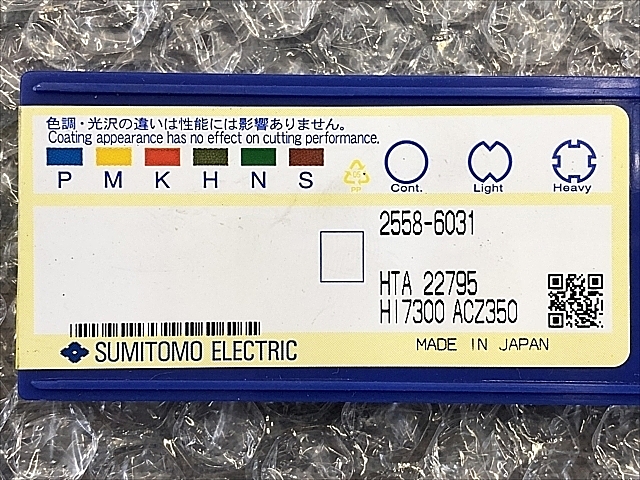 色調・光沢の違いは性能には影響ありません。
Coating appearance has no effect on cutting performance.
P M K H N S
05
PP
Cont. Light Heavy
2558-6031
HTA 22795
HI7300 ACZ350
SUMITOMO ELECTRIC
MADE IN JAPAN